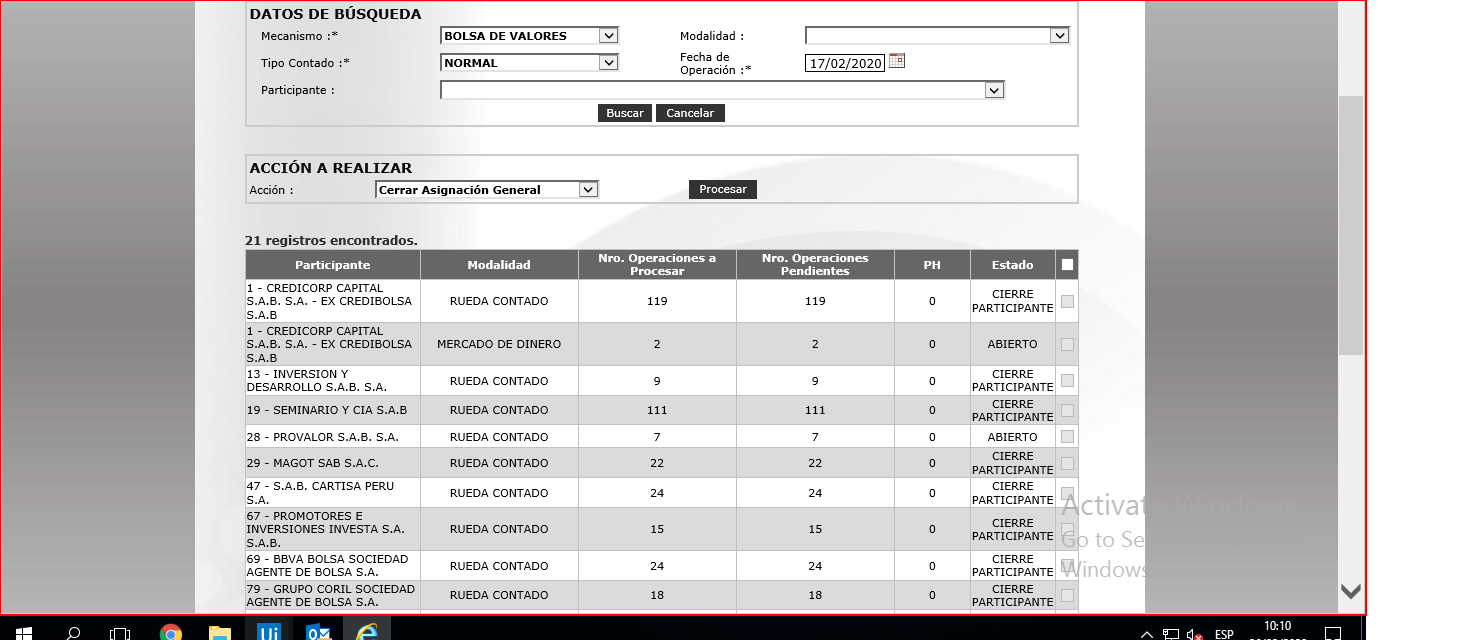 DATOS DE BÚSQUEDA
Mecanismo :* BOLSA DE VALORES Modalidad :
Tipo Contado :* NORMAL Fecha de Operación :* 17/02/2020
Participante :
Buscar Cancelar
ACCIÓN A REALIZAR
Acción : Cerrar Asignación General Procesar
21 registros encontrados.
Participante Modalidad Nro. Operaciones a Procesar Nro. Operaciones Pendientes PH Estado
1 - CREDICORP CAPITAL S.A.B. S.A. - EX CREDIBOLSA S.A.B RUEDA CONTADO 119 119 0 CIERRE PARTICIPANTE
1 - CREDICORP CAPITAL S.A.B. S.A. - EX CREDIBOLSA S.A.B MERCADO DE DINERO 2 2 0 ABIERTO
13 - INVERSION Y DESARROLLO S.A.B. S.A. RUEDA CONTADO 9 9 0 CIERRE PARTICIPANTE
19 - SEMINARIO Y CIA S.A.B RUEDA CONTADO 111 111 0 CIERRE PARTICIPANTE
28 - PROVALOR S.A.B. S.A. RUEDA CONTADO 7 7 0 ABIERTO
29 - MAGOT SAB S.A.C. RUEDA CONTADO 22 22 0 CIERRE PARTICIPANTE
47 - S.A.B. CARTISA PERU S.A. RUEDA CONTADO 24 24 0 CIERRE PARTICIPANTE
67 - PROMOTORES E INVERSIONES INVESTA S.A. S.A.B. RUEDA CONTADO 15 15 0 CIERRE PARTICIPANTE
69 - BBVA BOLSA SOCIEDAD AGENTE DE BOLSA S.A. RUEDA CONTADO 24 24 0 CIERRE PARTICIPANTE
79 - GRUPO CORIL SOCIEDAD AGENTE DE BOLSA S.A. RUEDA CONTADO 18 18 0 CIERRE PARTICIPANTE
Activate Windows
Go to Se
Windows
Ui
ESP
10:10